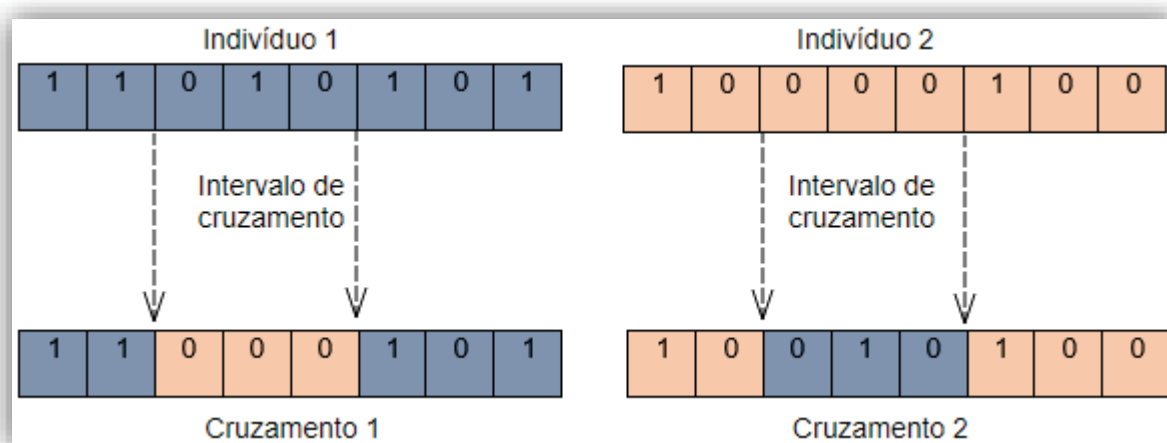 Indivíduo 1
1 1 0 1 0 1 0 1
Intervalo de
cruzamento
1 1 0 0 0 1 0 1
Cruzamento 1
Indivíduo 2
1 0 0 0 0 1 0 0
Intervalo de
cruzamento
1 0 0 1 0 1 0 0
Cruzamento 2